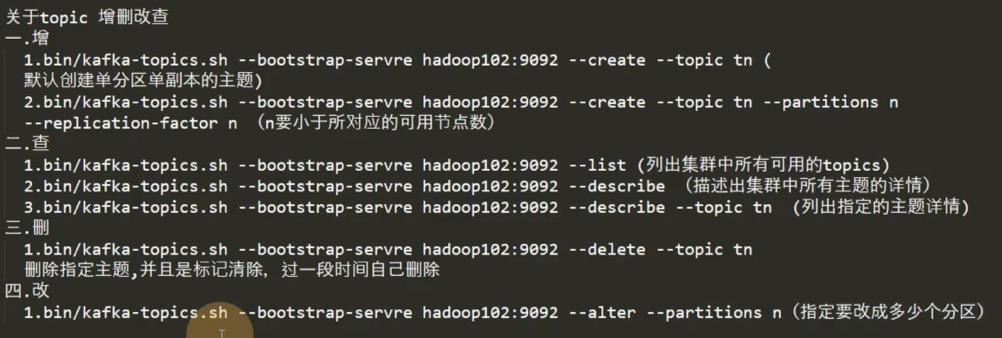 关于topic 增删改查
一.增
1.bin/kafka-topics.sh --bootstrap-servre hadoop102:9092 --create --topic tn (
默认创建单分区单副本的主题)
2.bin/kafka-topics.sh --bootstrap-servre hadoop102:9092 --create --topic tn --partitions n
--replication-factor n （n要小于所对应的可用节点数）
二.查
1.bin/kafka-topics.sh --bootstrap-servre hadoop102:9092 --list (列出集群中所有可用的topics)
2.bin/kafka-topics.sh --bootstrap-servre hadoop102:9092 --describe （描述出集群中所有主题的详情）
3.bin/kafka-topics.sh --bootstrap-servre hadoop102:9092 --describe --topic tn (列出指定的主题详情)
三.删
1.bin/kafka-topics.sh --bootstrap-servre hadoop102:9092 --delete --topic tn
删除指定主题,并且是标记清除，过一段时间自己删除
四.改
1.bin/kafka-topics.sh --bootstrap-servre hadoop102:9092 --alter --partitions n（指定要改成多少个分区）